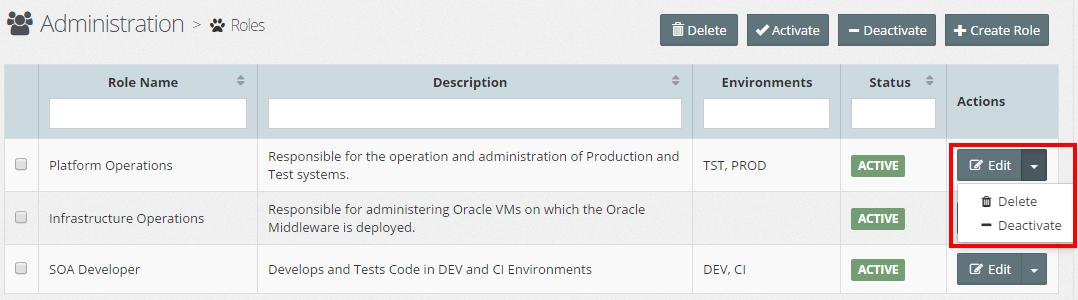 Administration > Roles
Delete
Activate
Deactivate
Create Role
Role Name
Description
Environments
Status
Actions
Platform Operations
Responsible for the operation and administration of Production and
Test systems.
TST, PROD
ACTIVE
Edit
Delete
Deactivate
Infrastructure Operations
Responsible for administering Oracle VMs on which the Oracle
Middleware is deployed.
ACTIVE
SOA Developer
Develops and Tests Code in DEV and CI Environments
DEV, CI
ACTIVE
Edit